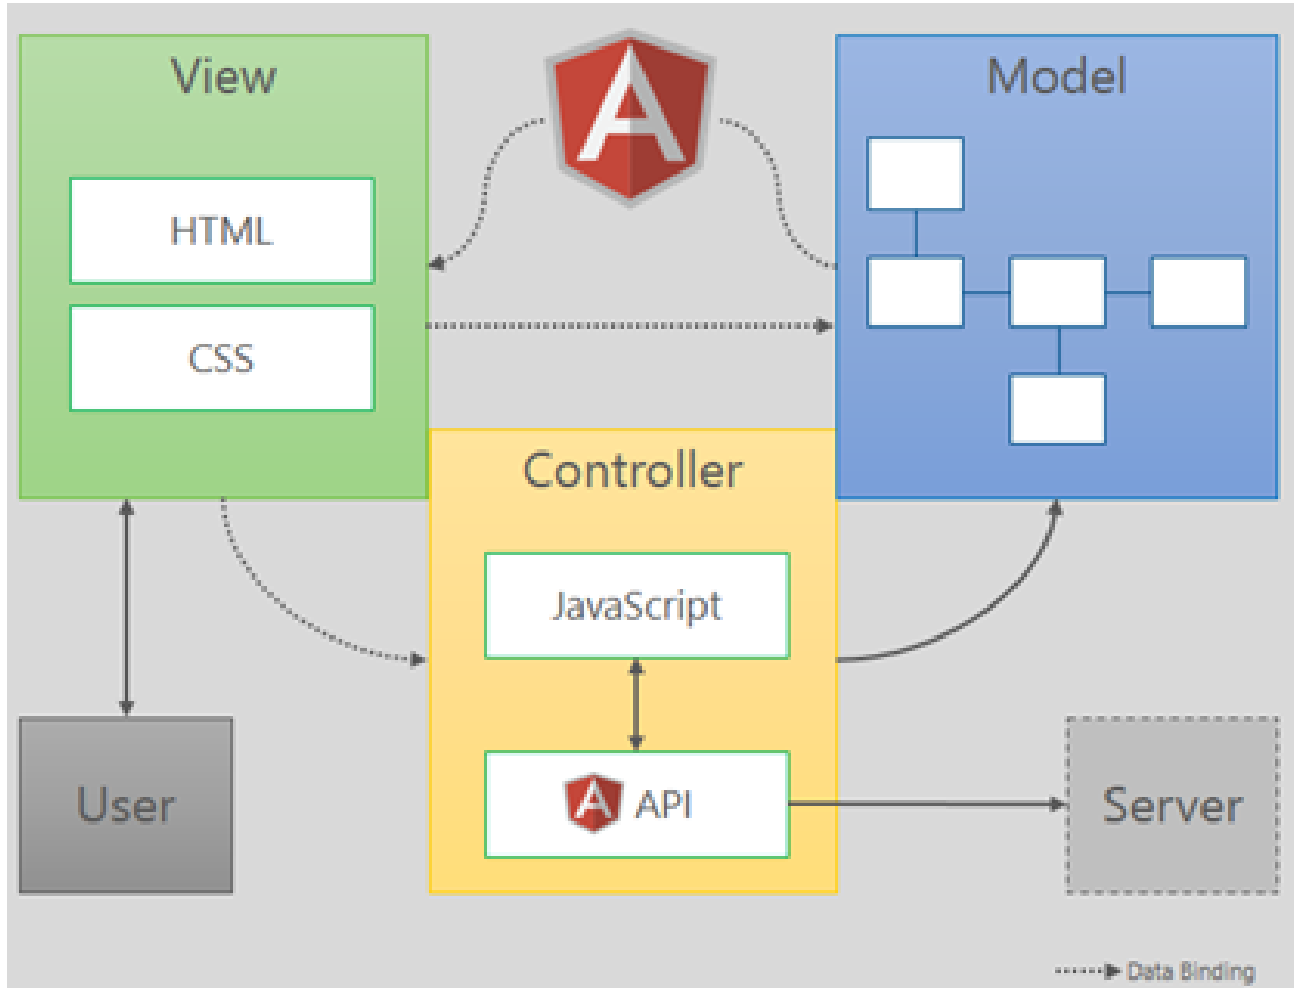 View
Model
HTML
CSS
Controller
JavaScript
API
User
Server
Data Binding